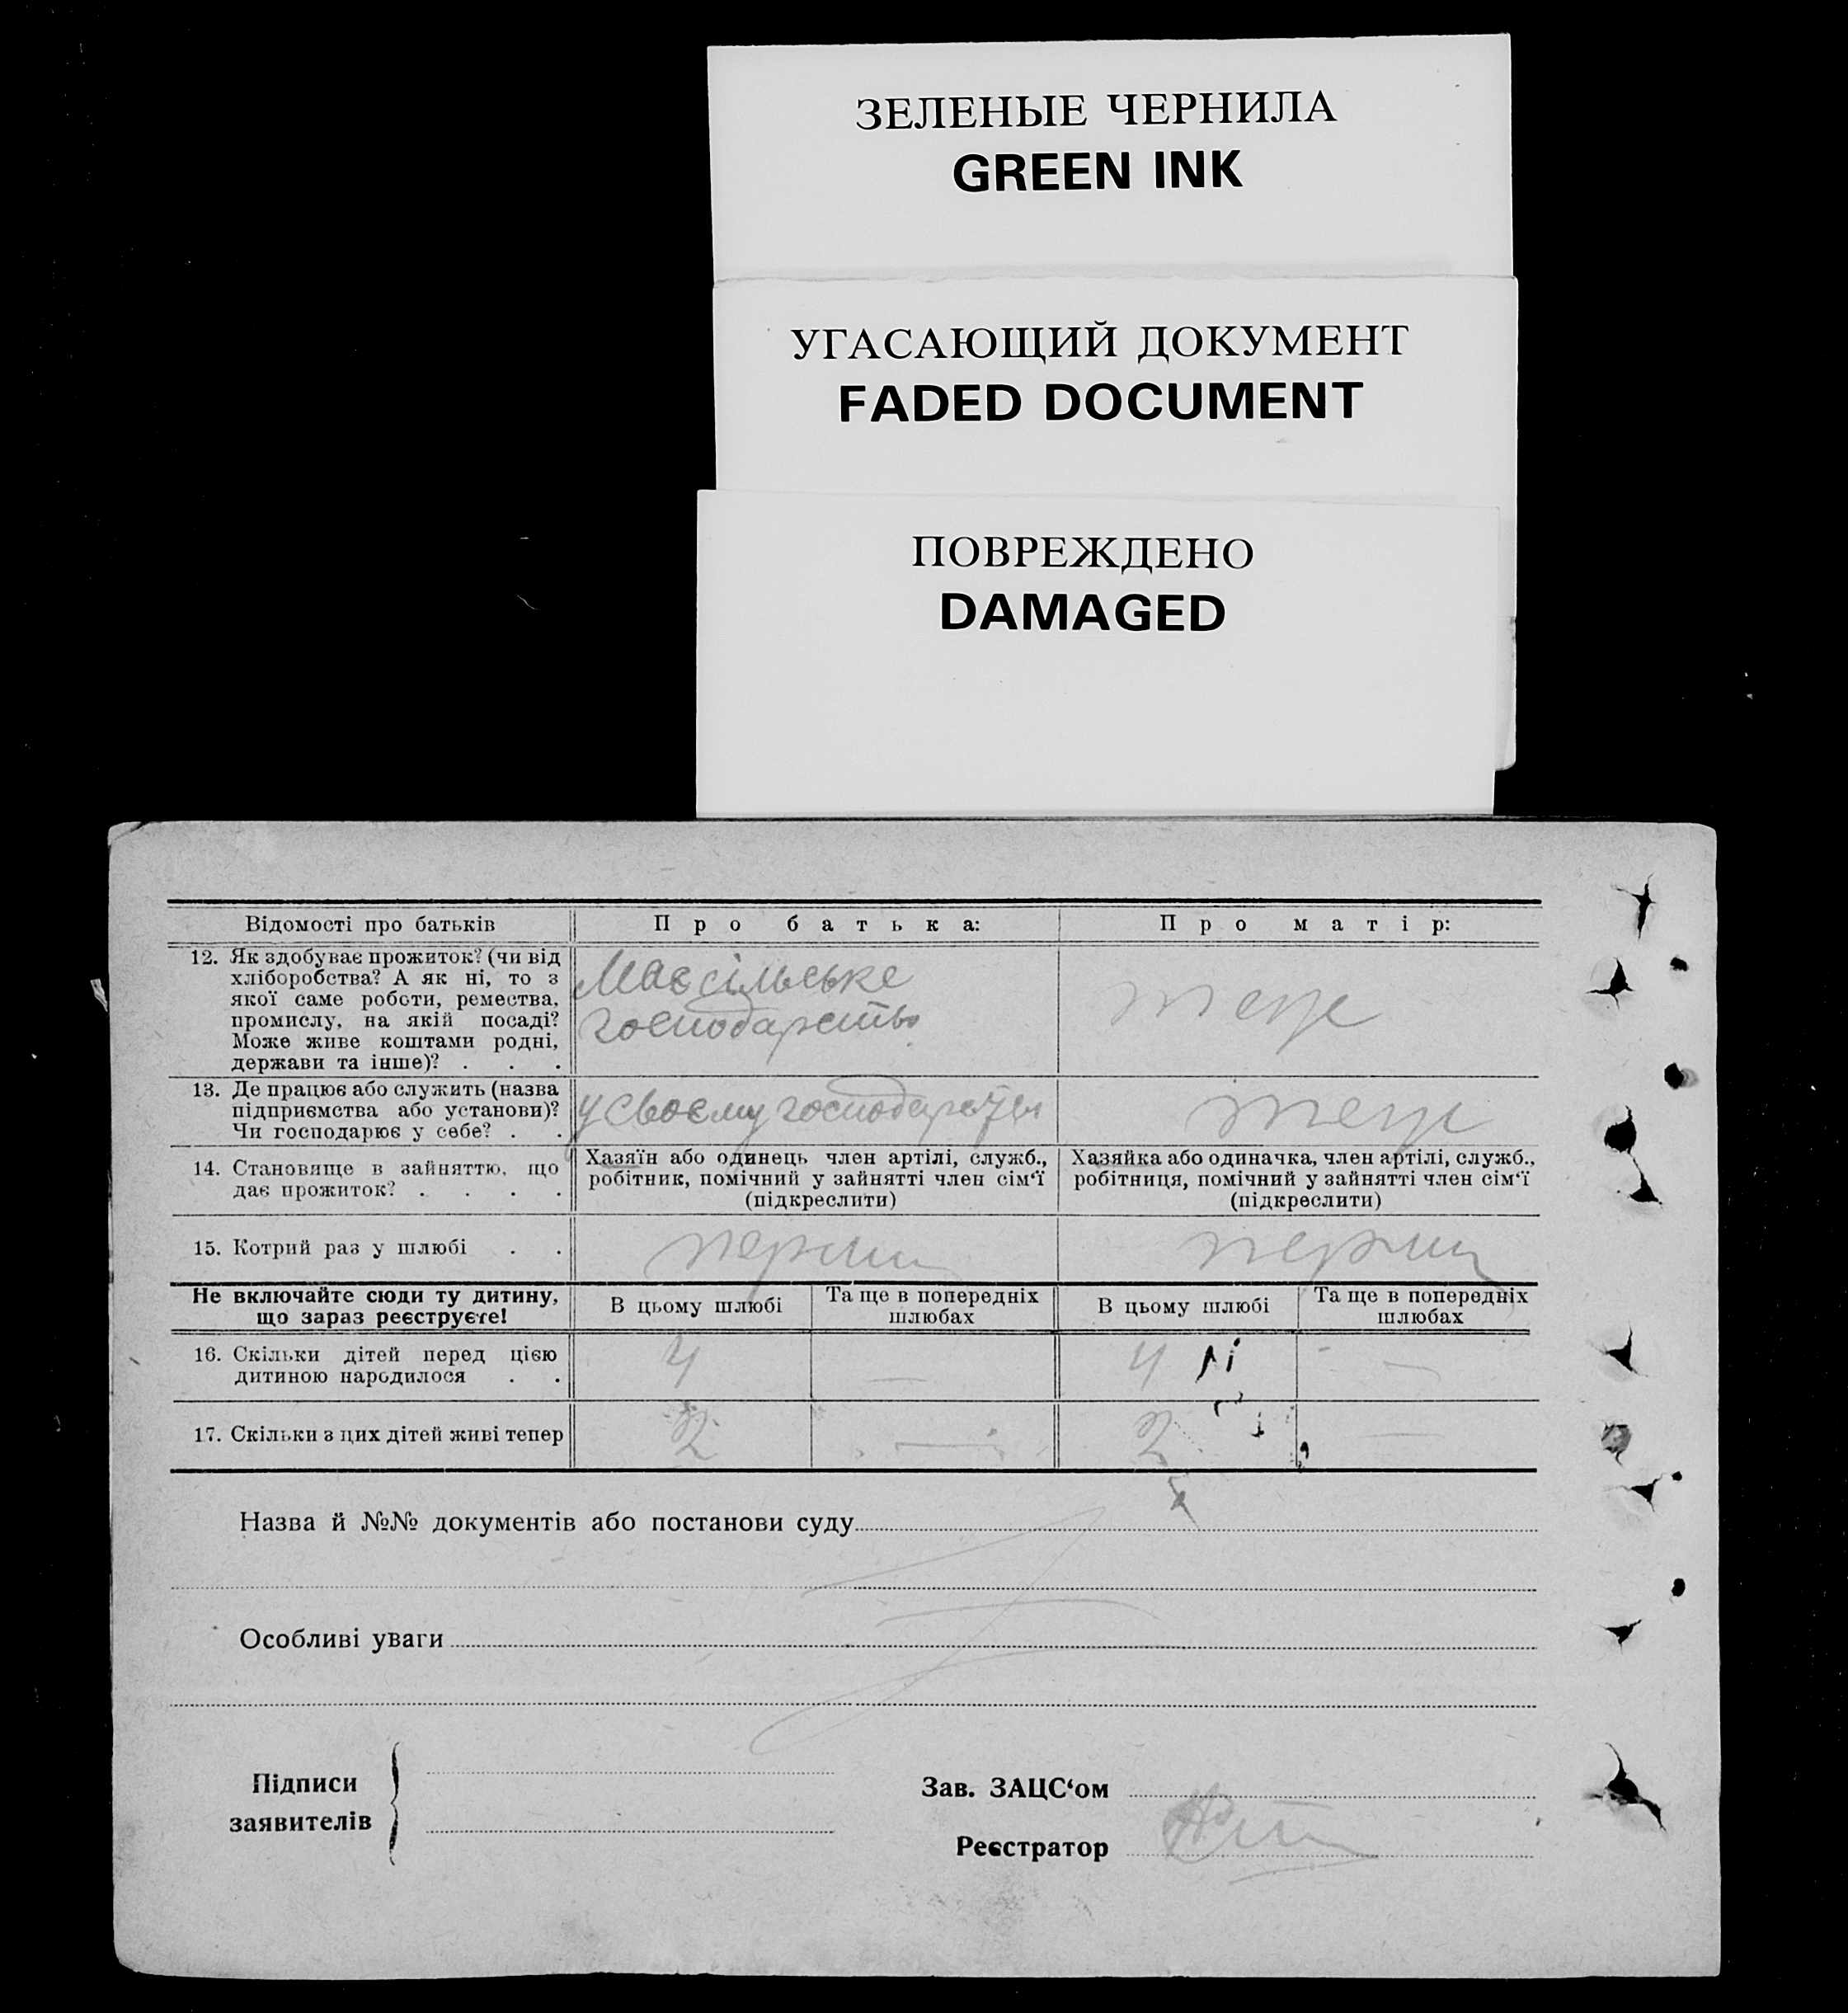 ЗЕЛЕНЫЕ ЧЕРНИЛА
GREEN INK
УГАСАЮЩИЙ ДОКУМЕНТ
FADED DOCUMENT
ПОВРЕЖДЕНО
DAMAGED
Відомості про батьків Про батька: Про матір:
12. Як здобуває прожиток? (чи від
хліборобства? А як ні, то з
якої саме роботи, ремества,
промислу, на якій посаді?
Може живе коштами родні,
держави та інше)? . . .
Має сільське
господарство
теж
13. Де працює або служить (назва
підприємства або установи)?
Чи господарює у себе? . .
у своєму господарстві
теж
14. Становище в зайняттю, що
дає прожиток? . . . .
Хазяїн або одинець член артілі, служб.,
робітник, помічний у зайнятті член сім‘ї
(підкреслити)
Хазяйка або одиначка, член артілі, служб.,
робітниця, помічний у зайнятті член сім‘ї
(підкреслити)
15. Котрий раз у шлюбі . .
перший
перший
Не включайте сюди ту дитину,
що зараз реєструєте!
В цьому шлюбі
Та ще в попередніх
шлюбах
В цьому шлюбі
Та ще в попередніх
шлюбах
16. Скільки дітей перед цією
дитиною народилося . .
4 — 4 —
17. Скільки з цих дітей живі тепер 2 — 2 —
Назва й №№ документів або постанови суду
Особливі уваги
Підписи
заявителів
Зав. ЗАЦС‘ом
Реєстратор